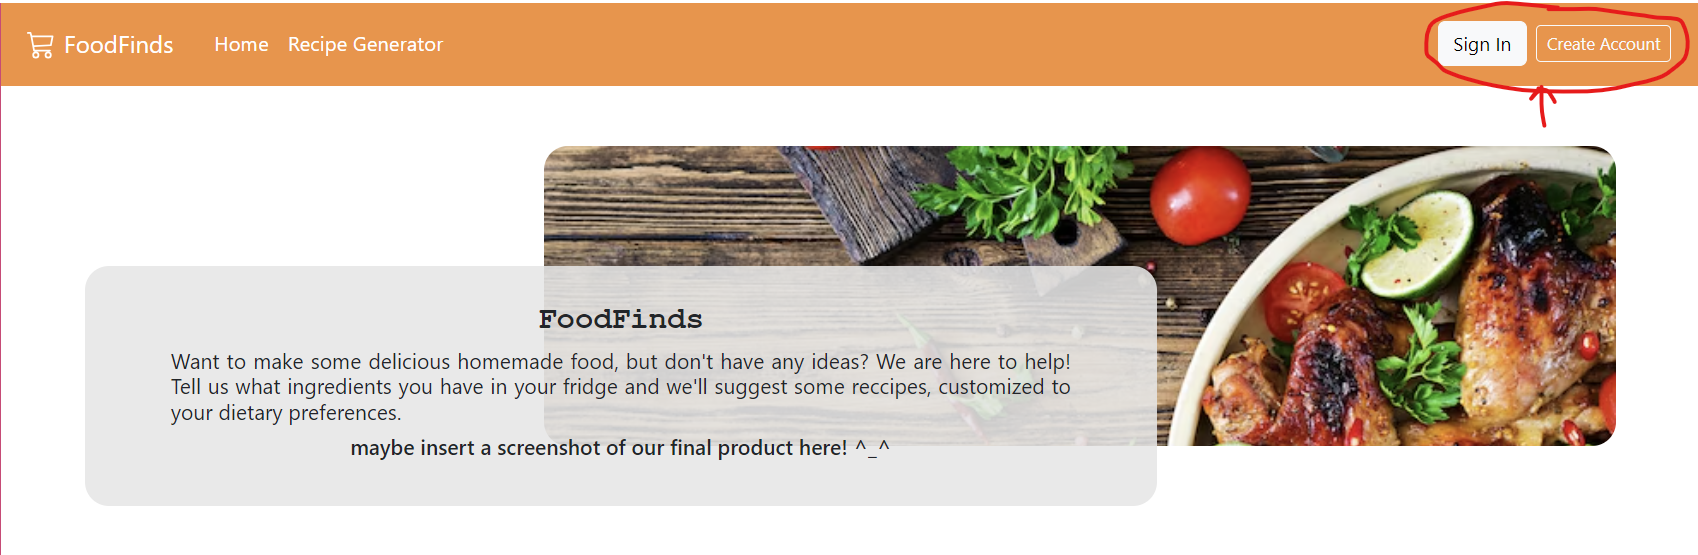 FoodFinds Home Recipe Generator Sign In Create Account
FoodFinds
Want to make some delicious homemade food, but don't have any ideas? We are here to help!
Tell us what ingredients you have in your fridge and we'll suggest some reccipes, customized to
your dietary preferences.
maybe insert a screenshot of our final product here! ^_^